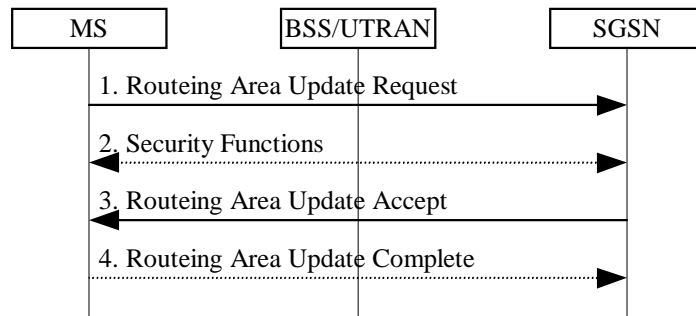 MS BSS/UTRAN SGSN
1. Routeing Area Update Request
2. Security Functions
3. Routeing Area Update Accept
4. Routeing Area Update Complete